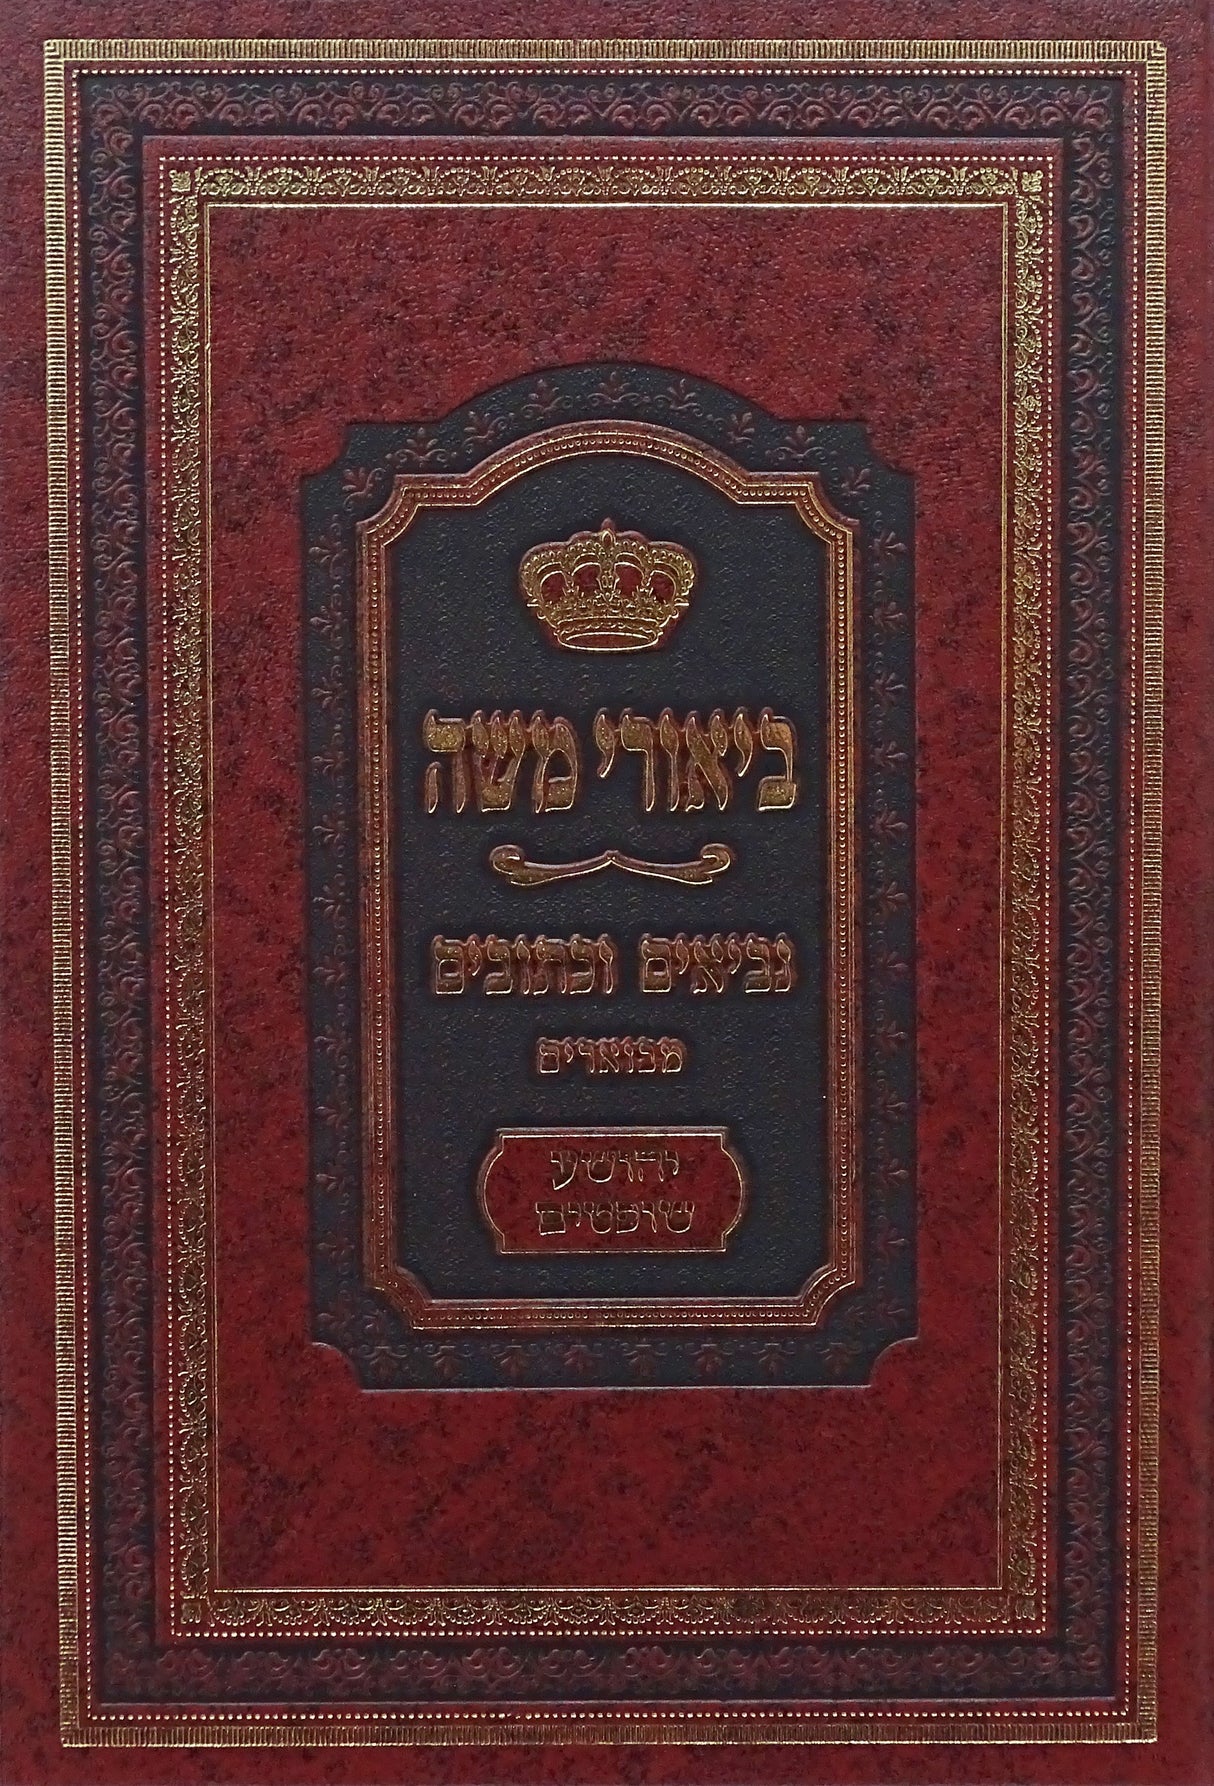 ביאורי משה
נביאים וכתובים
מבוארים
יהושע
שופטים